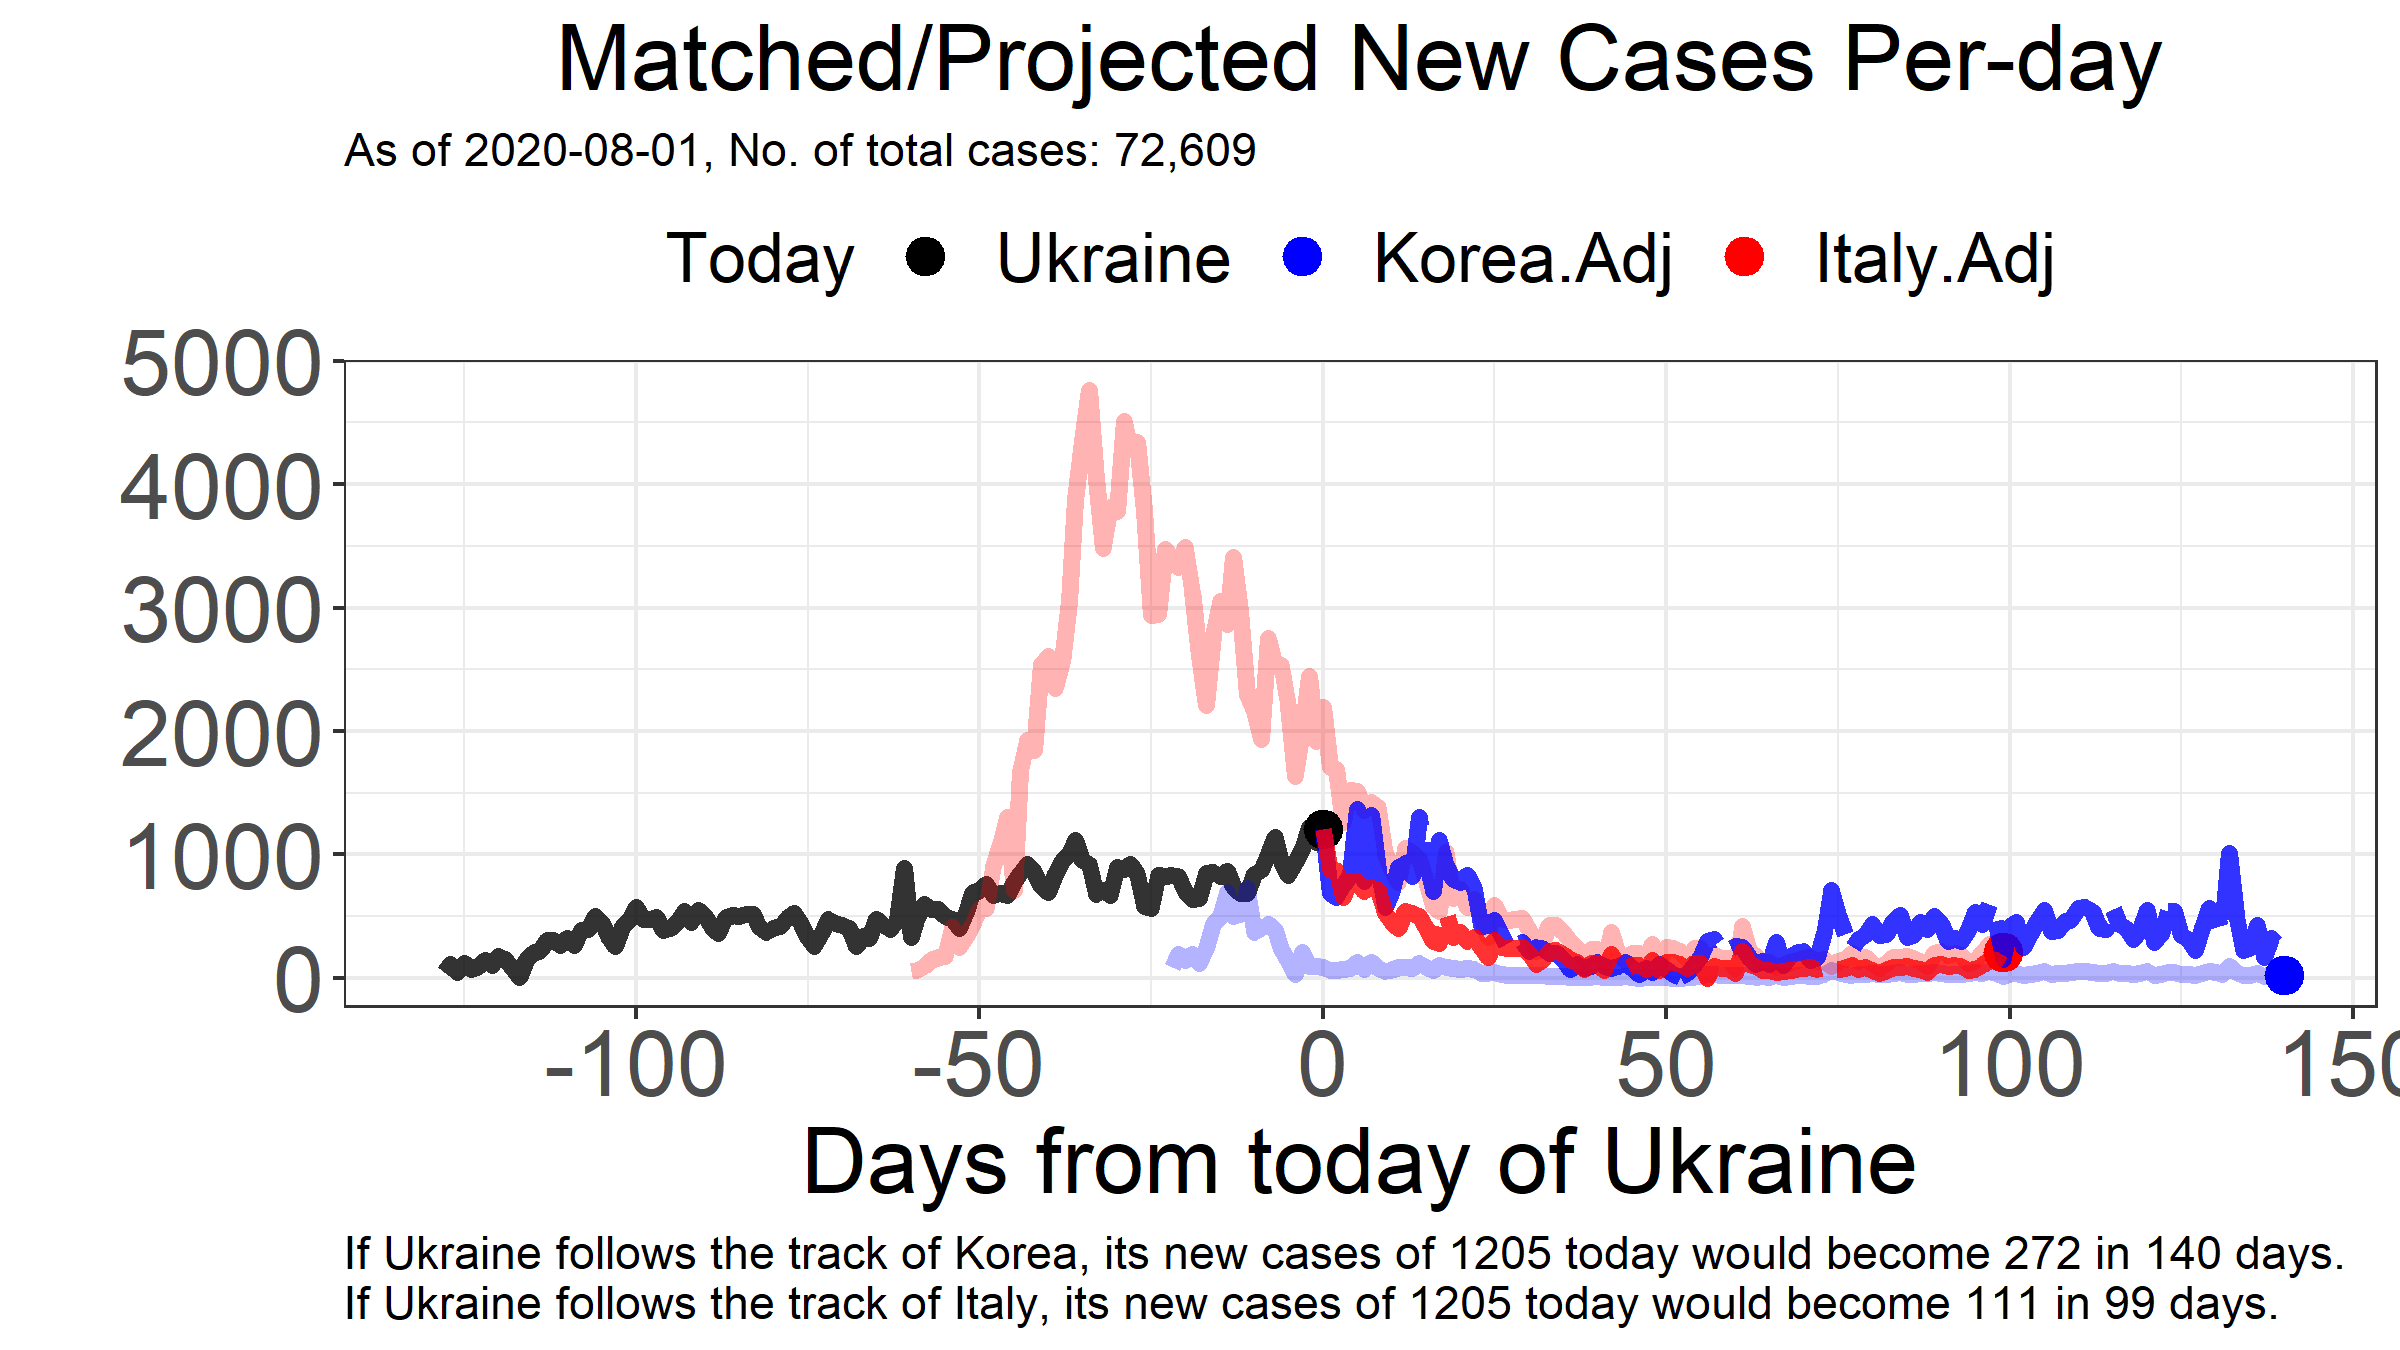 Matched/Projected New Cases Per-day
As of 2020-08-01, No. of total cases: 72,609
Today Ukraine Korea.Adj Italy.Adj
5000
4000
3000
2000
1000
0
-100 -50 0 50 100 150
Days from today of Ukraine
If Ukraine follows the track of Korea, its new cases of 1205 today would become 272 in 140 days.
If Ukraine follows the track of Italy, its new cases of 1205 today would become 111 in 99 days.